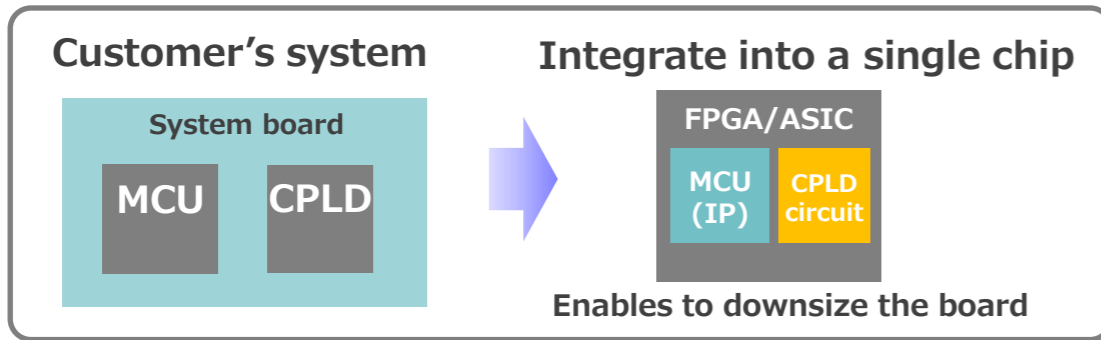 Customer’s system
System board
MCU
CPLD
Integrate into a single chip
FPGA/ASIC
MCU
(IP)
CPLD
circuit
Enables to downsize the board